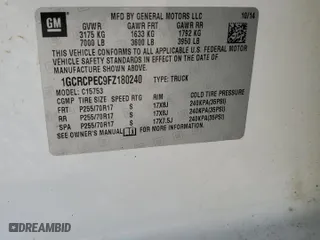 GM
MFD BY GENERAL MOTORS LLC 10/14
GVWR GAWR FRT GAWR RR
3175 KG 1633 KG 1792 KG
7000 LB 3600 LB 3950 LB
THIS VEHICLE CONFORMS TO ALL APPLICABLE U.S. FEDERAL MOTOR
VEHICLE SAFETY
STANDARDS IN EFFECT ON THE DATE OF MANUFACTURE SHOWN ABOVE.
1GCRCPEC9FZ180240 TYPE: TRUCK
C15753
CGMP TIRE SIZE SPEED RTG RIM COLD TIRE PRESSURE
FRT P255/70R17 S 17X8J 240KPA(35PSI)
RR P255/70R17 S 17X8J 240KPA(35PSI)
SPA P255/70R17 S 17X7.5J 240KPA(35PSI)
SEE OWNER'S MANUAL
DREAMBID